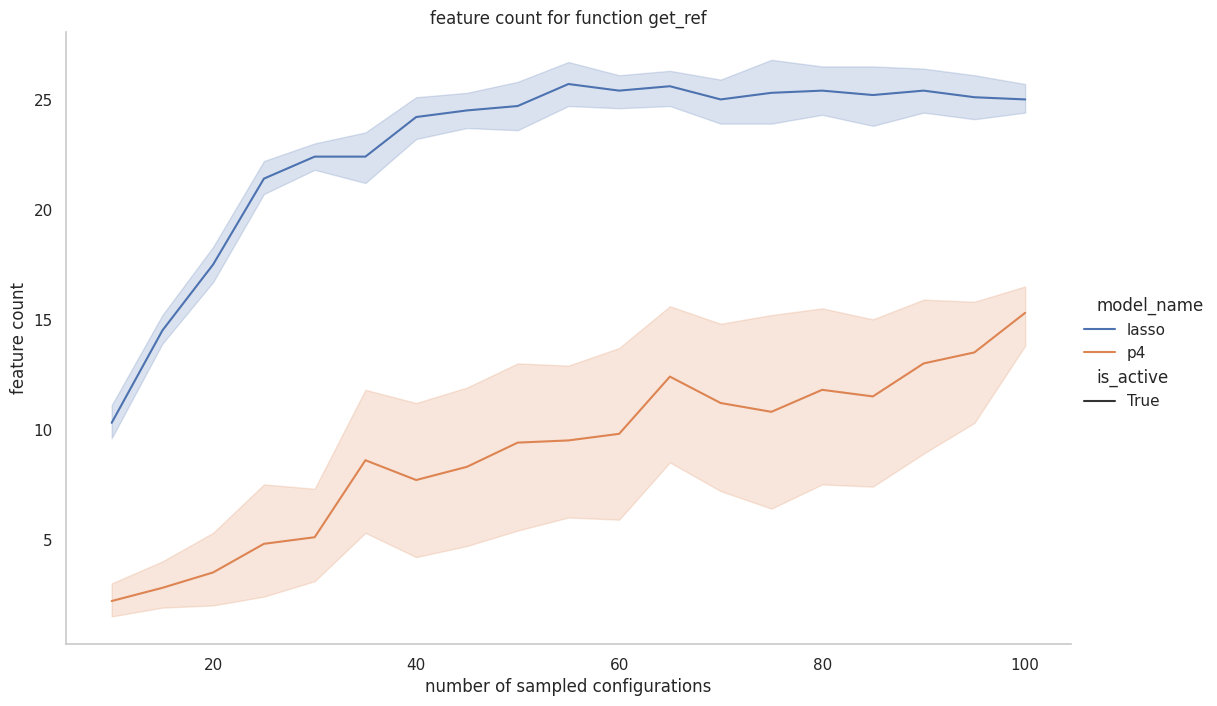 feature count for function get_ref
feature count
25
20
15
10
5
20 40 60 80 100
number of sampled configurations
model_name
lasso
p4
is_active
True